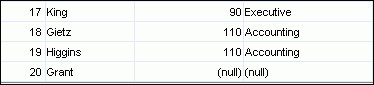 17 King 90 Executive
18 Gietz 110 Accounting
19 Higgins 110 Accounting
20 Grant (null) (null)